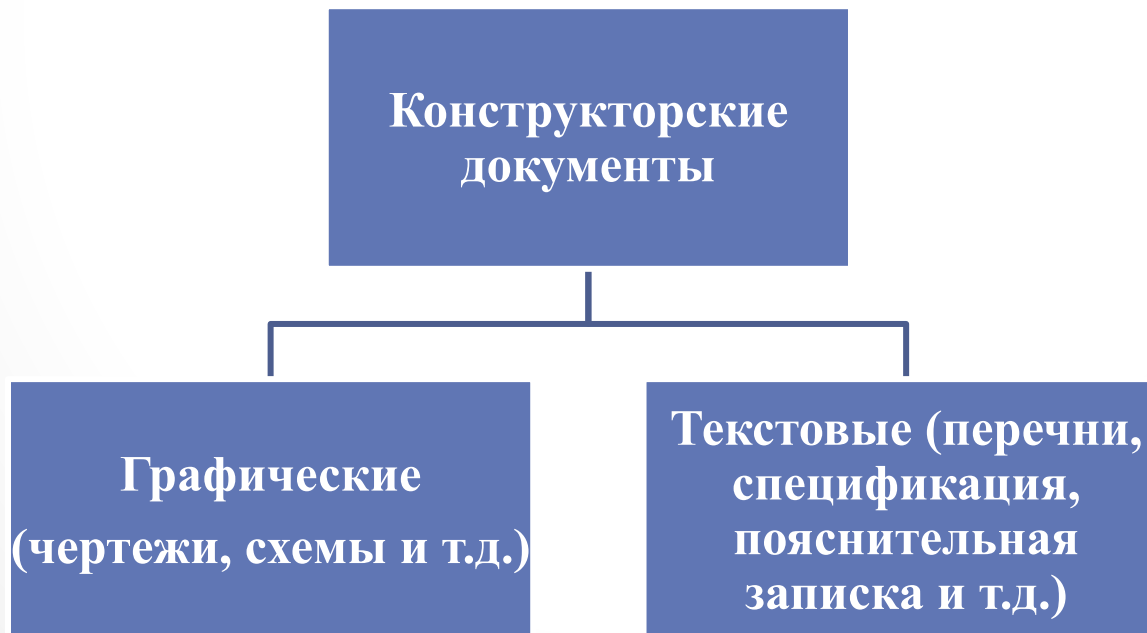 Конструкторские
документы
Графические
(чертежи, схемы и т.д.)
Текстовые (перечни,
спецификация,
пояснительная
записка и т.д.)